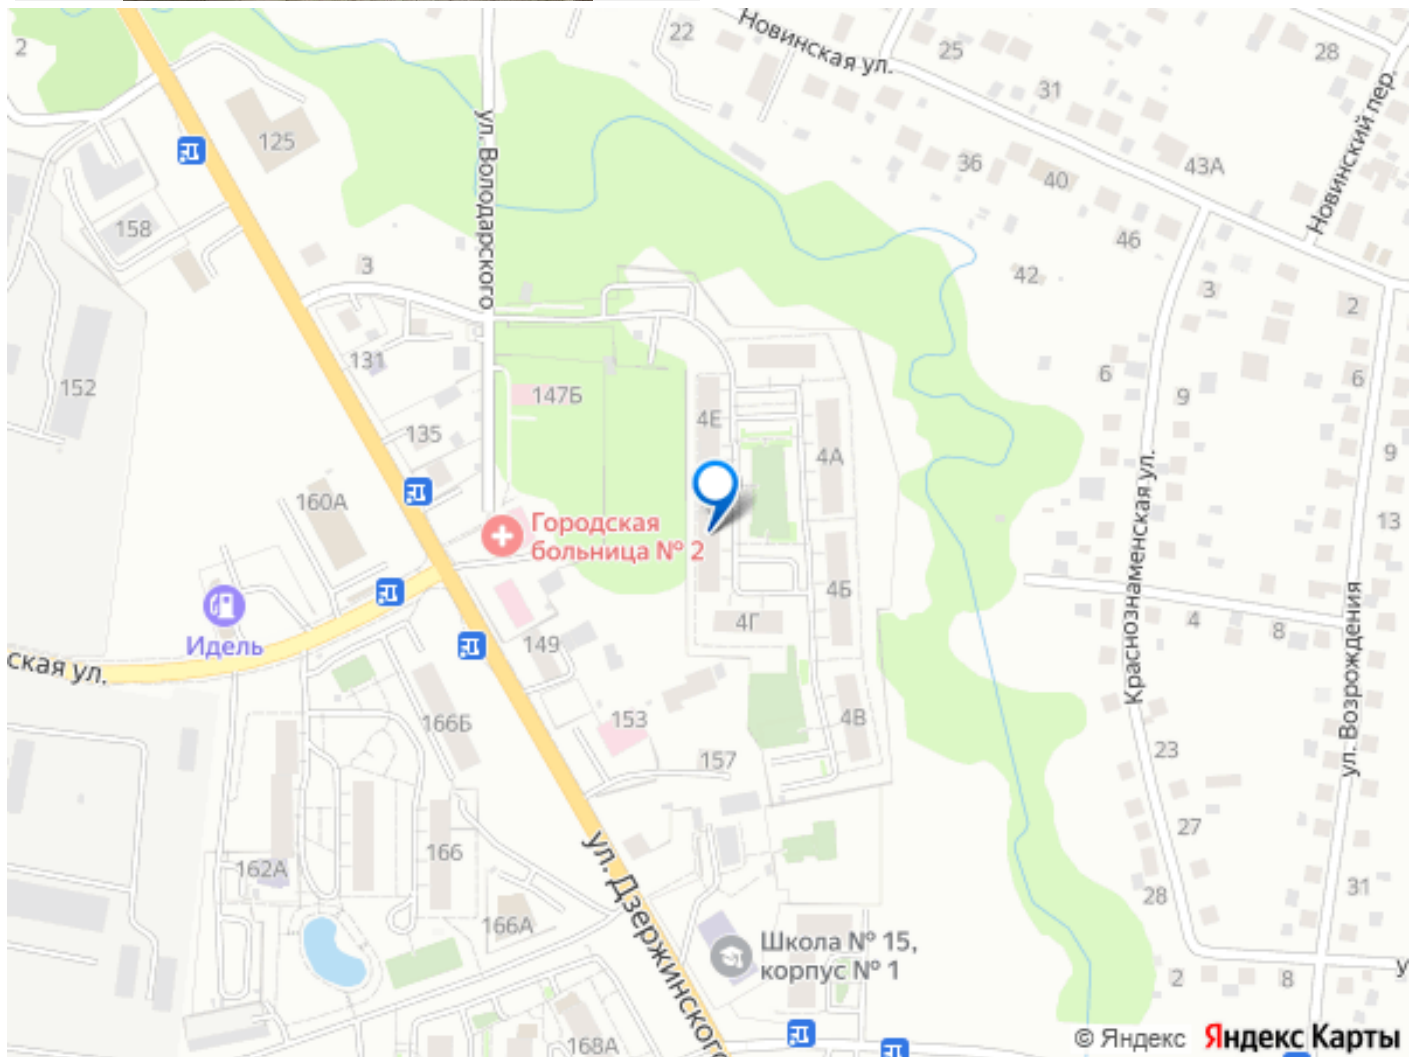 2
22
Новинская ул.
25
28
31
Новинский пер.
125
ул. Володарского
36
40
43А
158
46
3
42
3
2
152
131
147Б
6
9
6
135
4Е
4А
9
160А
Городская
больница № 2
13
Краснознаменская ул.
4Б
4Г
4
8
ул. Возрождения
Идель
ская ул.
149
166Б
153
4В
157
23
27
162А
166
ул. Дзержинского
166А
28
31
Школа № 15,
корпус № 1
2
8
у
168А
© Яндекс Яндекс Карты